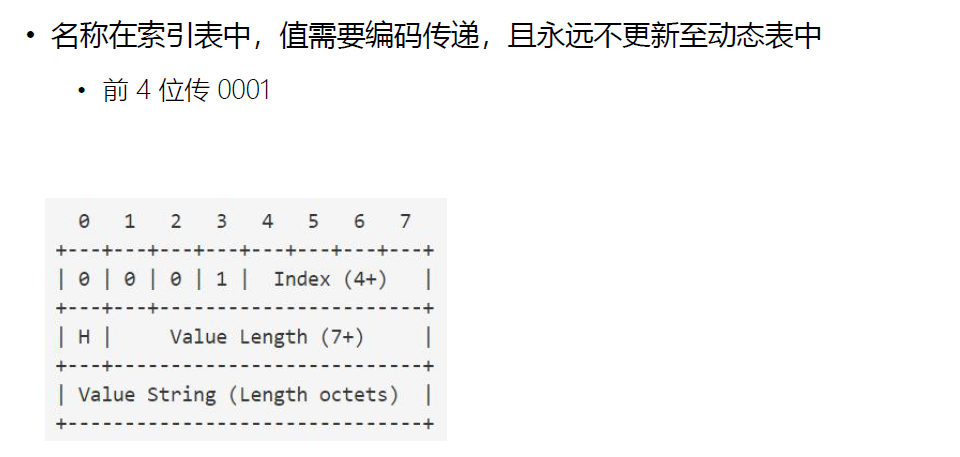 • 名称在索引表中，值需要编码传递，且永远不更新至动态表中
• 前 4 位传 0001
  0   1   2   3   4   5   6   7
+---+---+---+---+---+---+---+---+
| 0 | 0 | 0 | 1 |  Index (4+)   |
+---+---+-----------------------+
| H |     Value Length (7+)     |
+---+---------------------------+
| Value String (Length octets)  |
+-------------------------------+